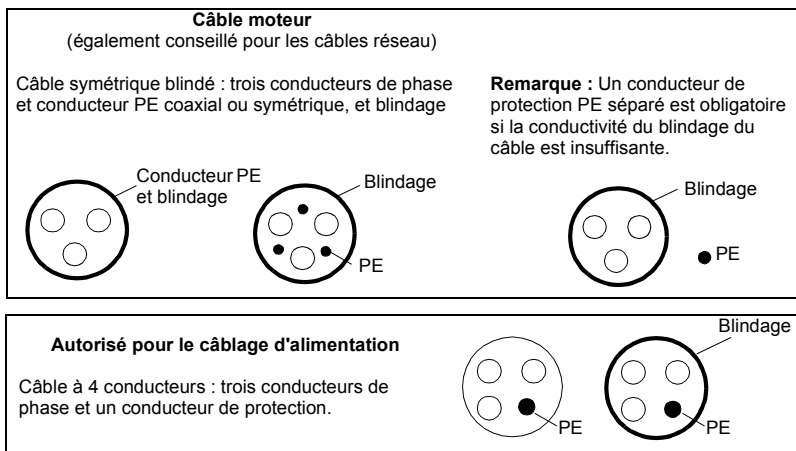 Câble moteur
(également conseillé pour les câbles réseau)
Câble symétrique blindé : trois conducteurs de phase
et conducteur PE coaxial ou symétrique, et blindage
Remarque : Un conducteur de
protection PE séparé est obligatoire
si la conductivité du blindage du
câble est insuffisante.
Conducteur PE
et blindage
Blindage
PE
Blindage
PE
Autorisé pour le câblage d'alimentation
Câble à 4 conducteurs : trois conducteurs de
phase et un conducteur de protection.
Blindage
PE
PE